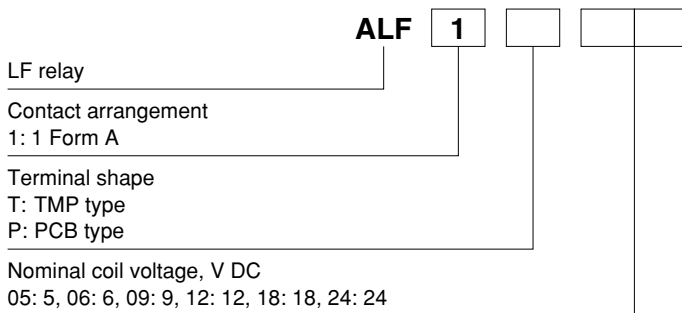 ALF 1
LF relay
Contact arrangement
1: 1 Form A
Terminal shape
T: TMP type
P: PCB type
Nominal coil voltage, V DC
05: 5, 06: 6, 09: 9, 12: 12, 18: 18, 24: 24